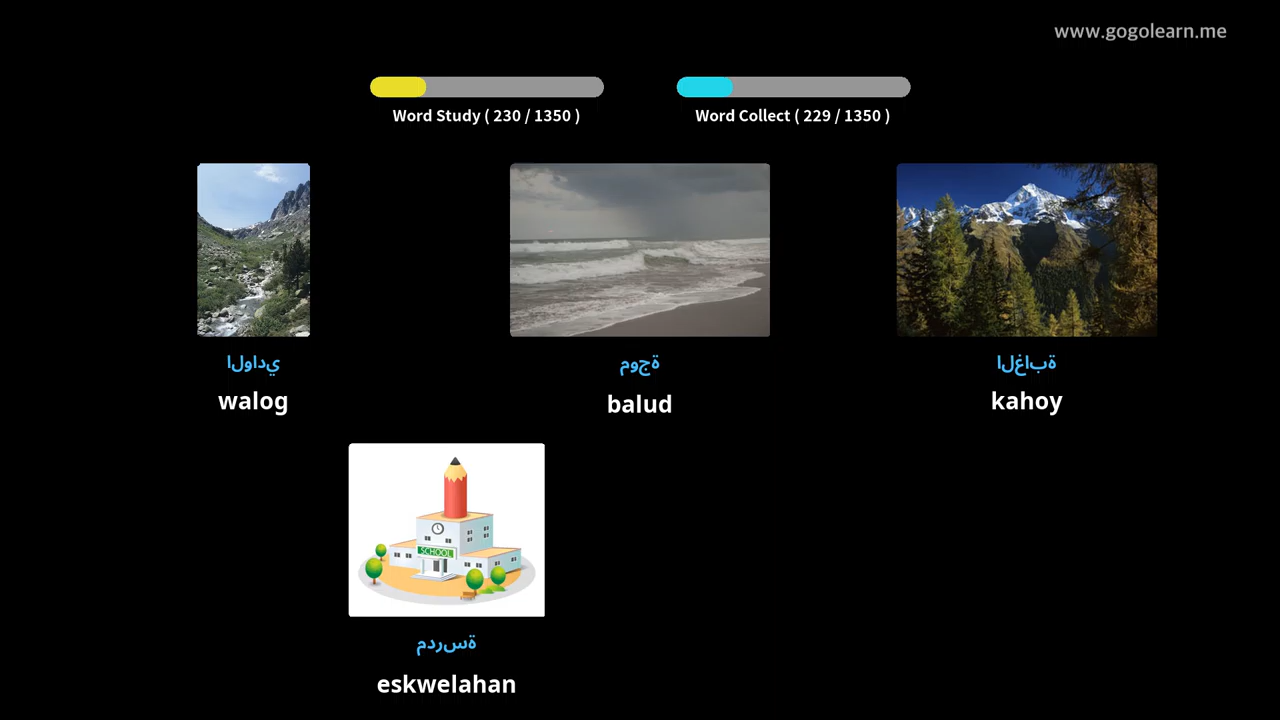 www.gogolearn.me
Word Study ( 230 / 1350 )
Word Collect ( 229 / 1350 )
الوادي
walog
موجة
balud
الغابة
kahoy
SCHOOL
مدرسة
eskwelahan